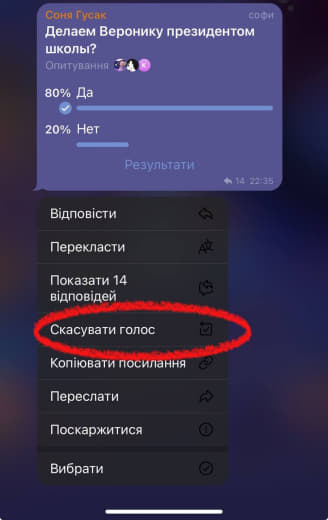 Соня Гусак софи
Делаем Веронику президентом
школы?
Опитування К
80% Да
20% Нет
Результати
14 22:35
Відповісти
Перекласти
Показати 14
відповідей
Скасувати голос
Копіювати посилання
Переслати
Поскаржитися
Вибрати